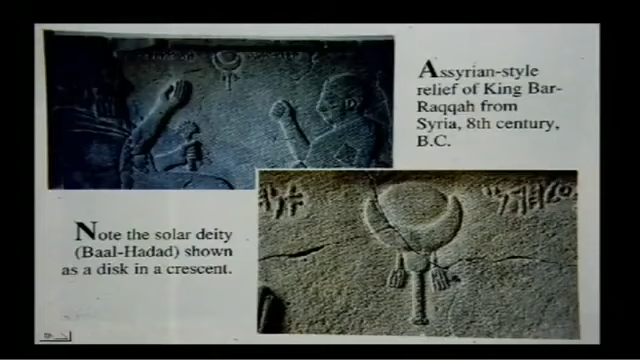 Assyrian-style
relief of King Bar-
Raqqah from
Syria, 8th century,
B.C.
Note the solar deity
(Baal-Hadad) shown
as a disk in a crescent.